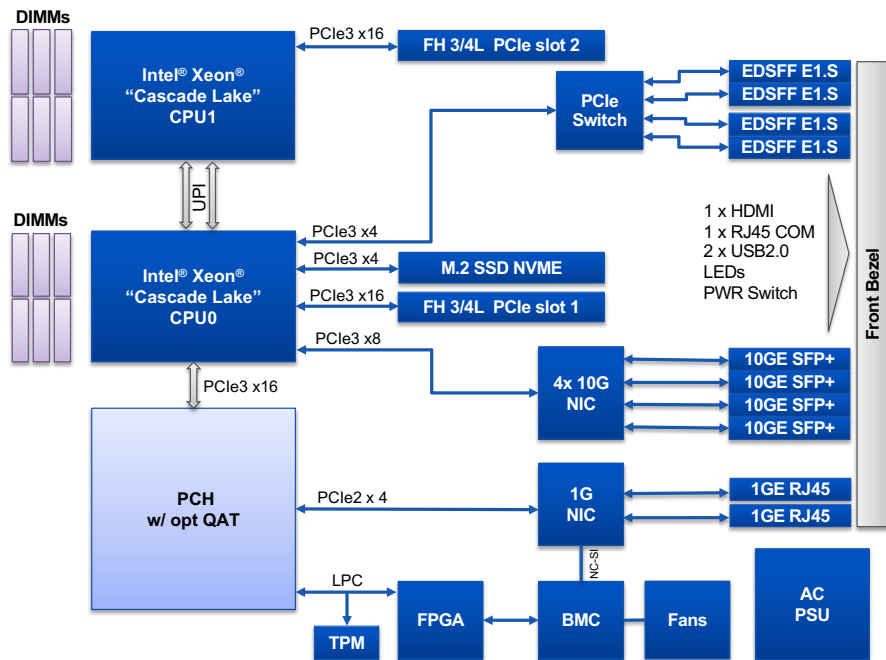 DIMMs
Intel® Xeon®
“Cascade Lake”
CPU1
PCIe3 x16
FH 3/4L PCIe slot 2
PCIe
Switch
EDSFF E1.S
EDSFF E1.S
EDSFF E1.S
EDSFF E1.S
UPI
DIMMs
Intel® Xeon®
“Cascade Lake”
CPU0
PCIe3 x4
PCIe3 x4
M.2 SSD NVME
PCIe3 x16
FH 3/4L PCIe slot 1
PCIe3 x8
1 x HDMI
1 x RJ45 COM
2 x USB2.0
LEDs
PWR Switch
Front Bezel
PCIe3 x16
4x 10G
NIC
10GE SFP+
10GE SFP+
10GE SFP+
10GE SFP+
PCH
w/ opt QAT
PCIe2 x 4
1G
NIC
1GE RJ45
1GE RJ45
NC-SI
LPC
TPM
FPGA
BMC
Fans
AC
PSU